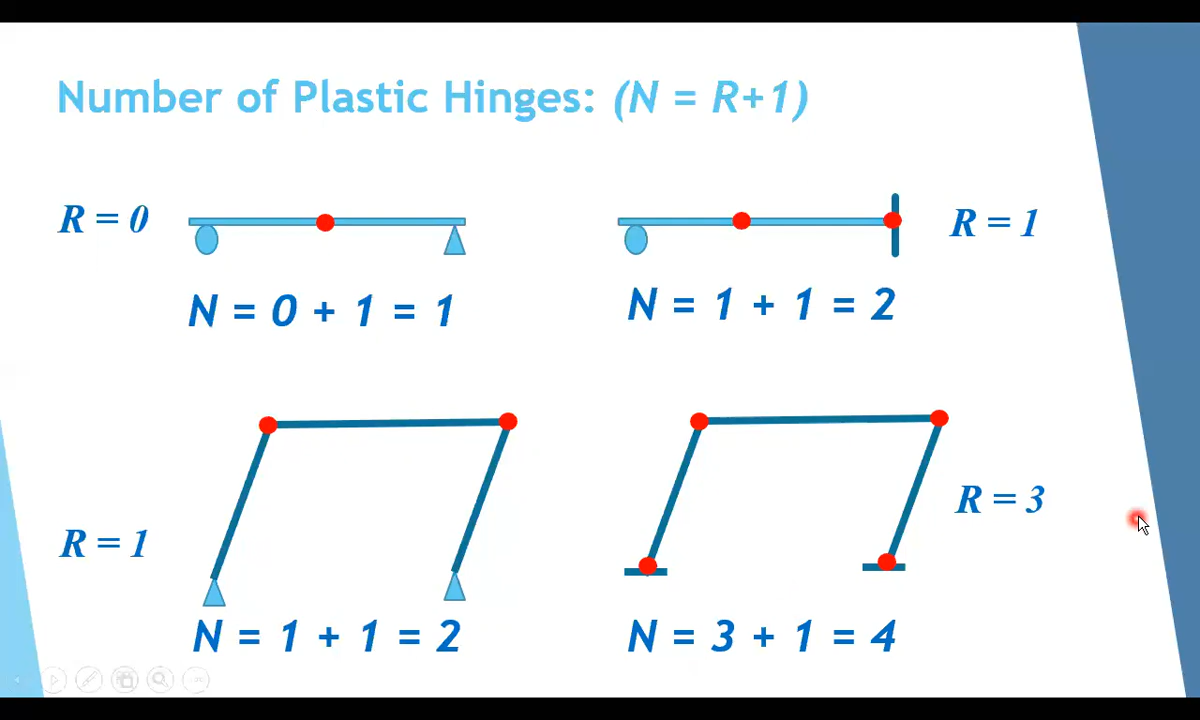 Number of Plastic Hinges: (N = R+1)
R = 0
R = 1
N = 0 + 1 = 1
N = 1 + 1 = 2
R = 1
R = 3
N = 1 + 1 = 2
N = 3 + 1 = 4